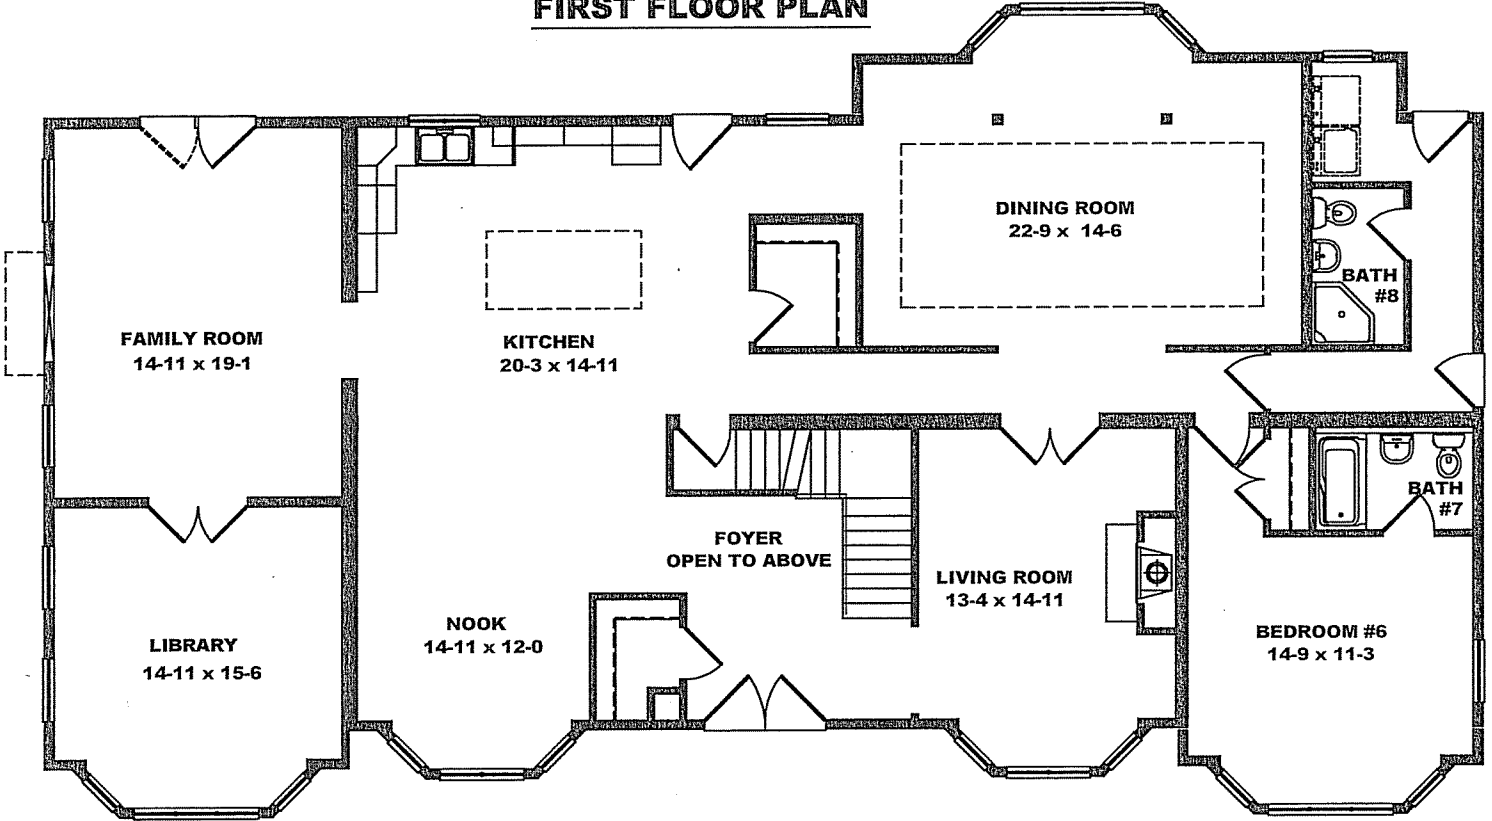 FIRST FLOOR PLAN
DINING ROOM
22-9 x 14-6
BATH
#8
FAMILY ROOM
14-11 x 19-1
KITCHEN
20-3 x 14-11
BATH
#7
FOYER
OPEN TO ABOVE
LIVING ROOM
13-4 x 14-11
NOOK
14-11 x 12-0
LIBRARY
14-11 x 15-6
BEDROOM #6
14-9 x 11-3